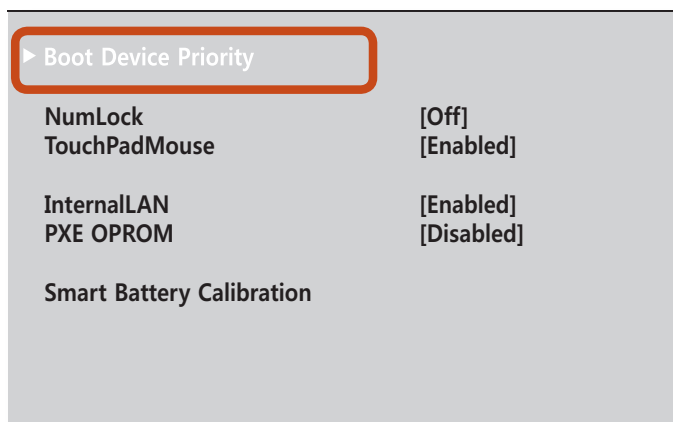 Boot Device Priority
NumLock [Off]
TouchPadMouse [Enabled]
InternalLAN [Enabled]
PXE OPROM [Disabled]
Smart Battery Calibration